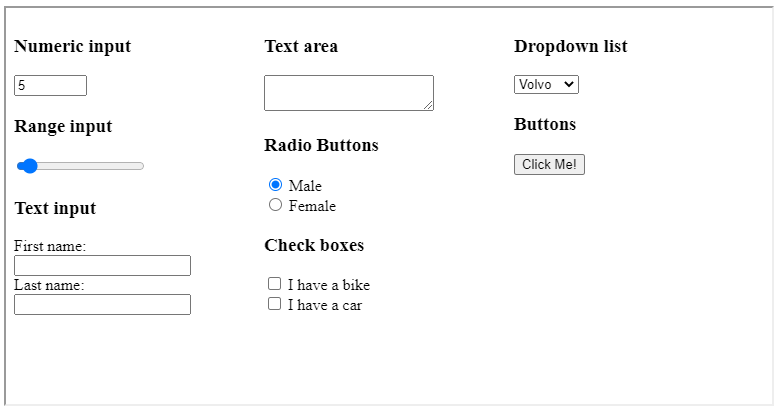 Numeric input
5
Range input
Text input
First name:
Last name:
Text area
Radio Buttons
Male
Female
Check boxes
I have a bike
I have a car
Dropdown list
Volvo
Buttons
Click Me!